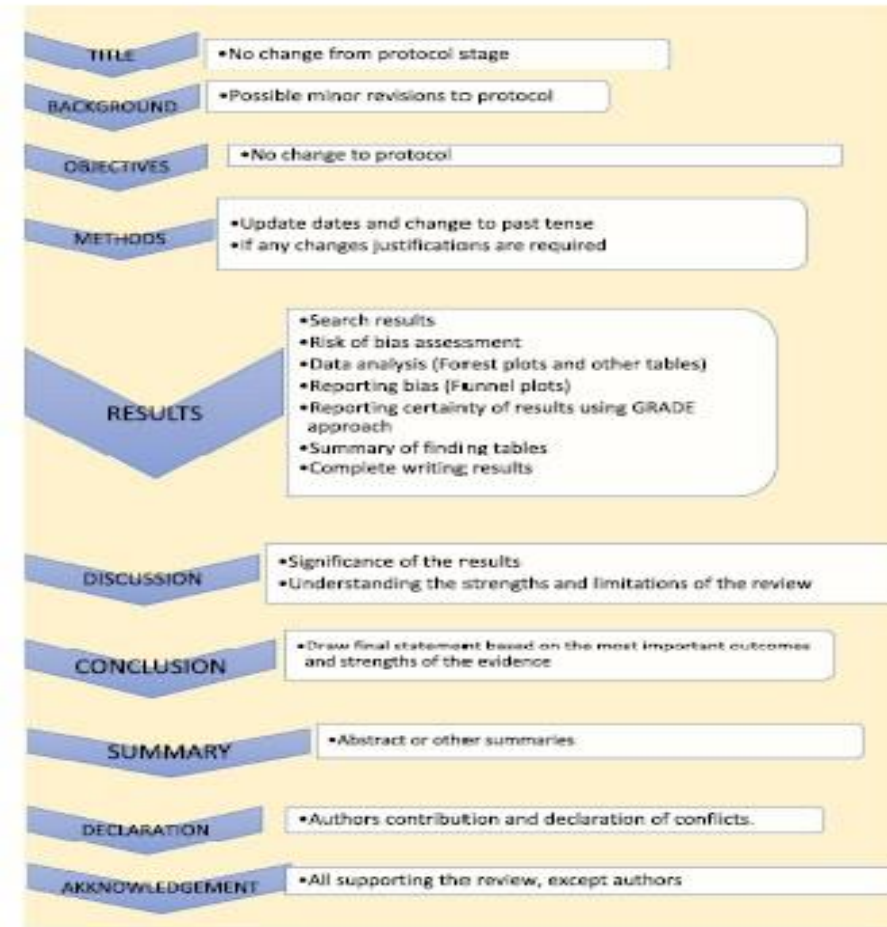 TITLE
•No change from protocol stage
BACKGROUND
•Possible minor revisions to protocol
OBJECTIVES
•No change to protocol
METHODS
•Update dates and change to past tense
•If any changes justifications are required
RESULTS
•Search results
•Risk of bias assessment
•Data analysis (Forest plots and other tables)
•Reporting bias (Funnel plots)
•Reporting certainty of results using GRADE
approach
•Summary of finding tables
•Complete writing results
DISCUSSION
•Significance of the results
•Understanding the strengths and limitations of the review
CONCLUSION
•Draw final statement based on the most important outcomes
and strengths of the evidence
SUMMARY
•Abstract or other summaries
DECLARATION
•Authors contribution and declaration of conflicts.
AKKNOWLEDGEMENT
•All supporting the review, except authors